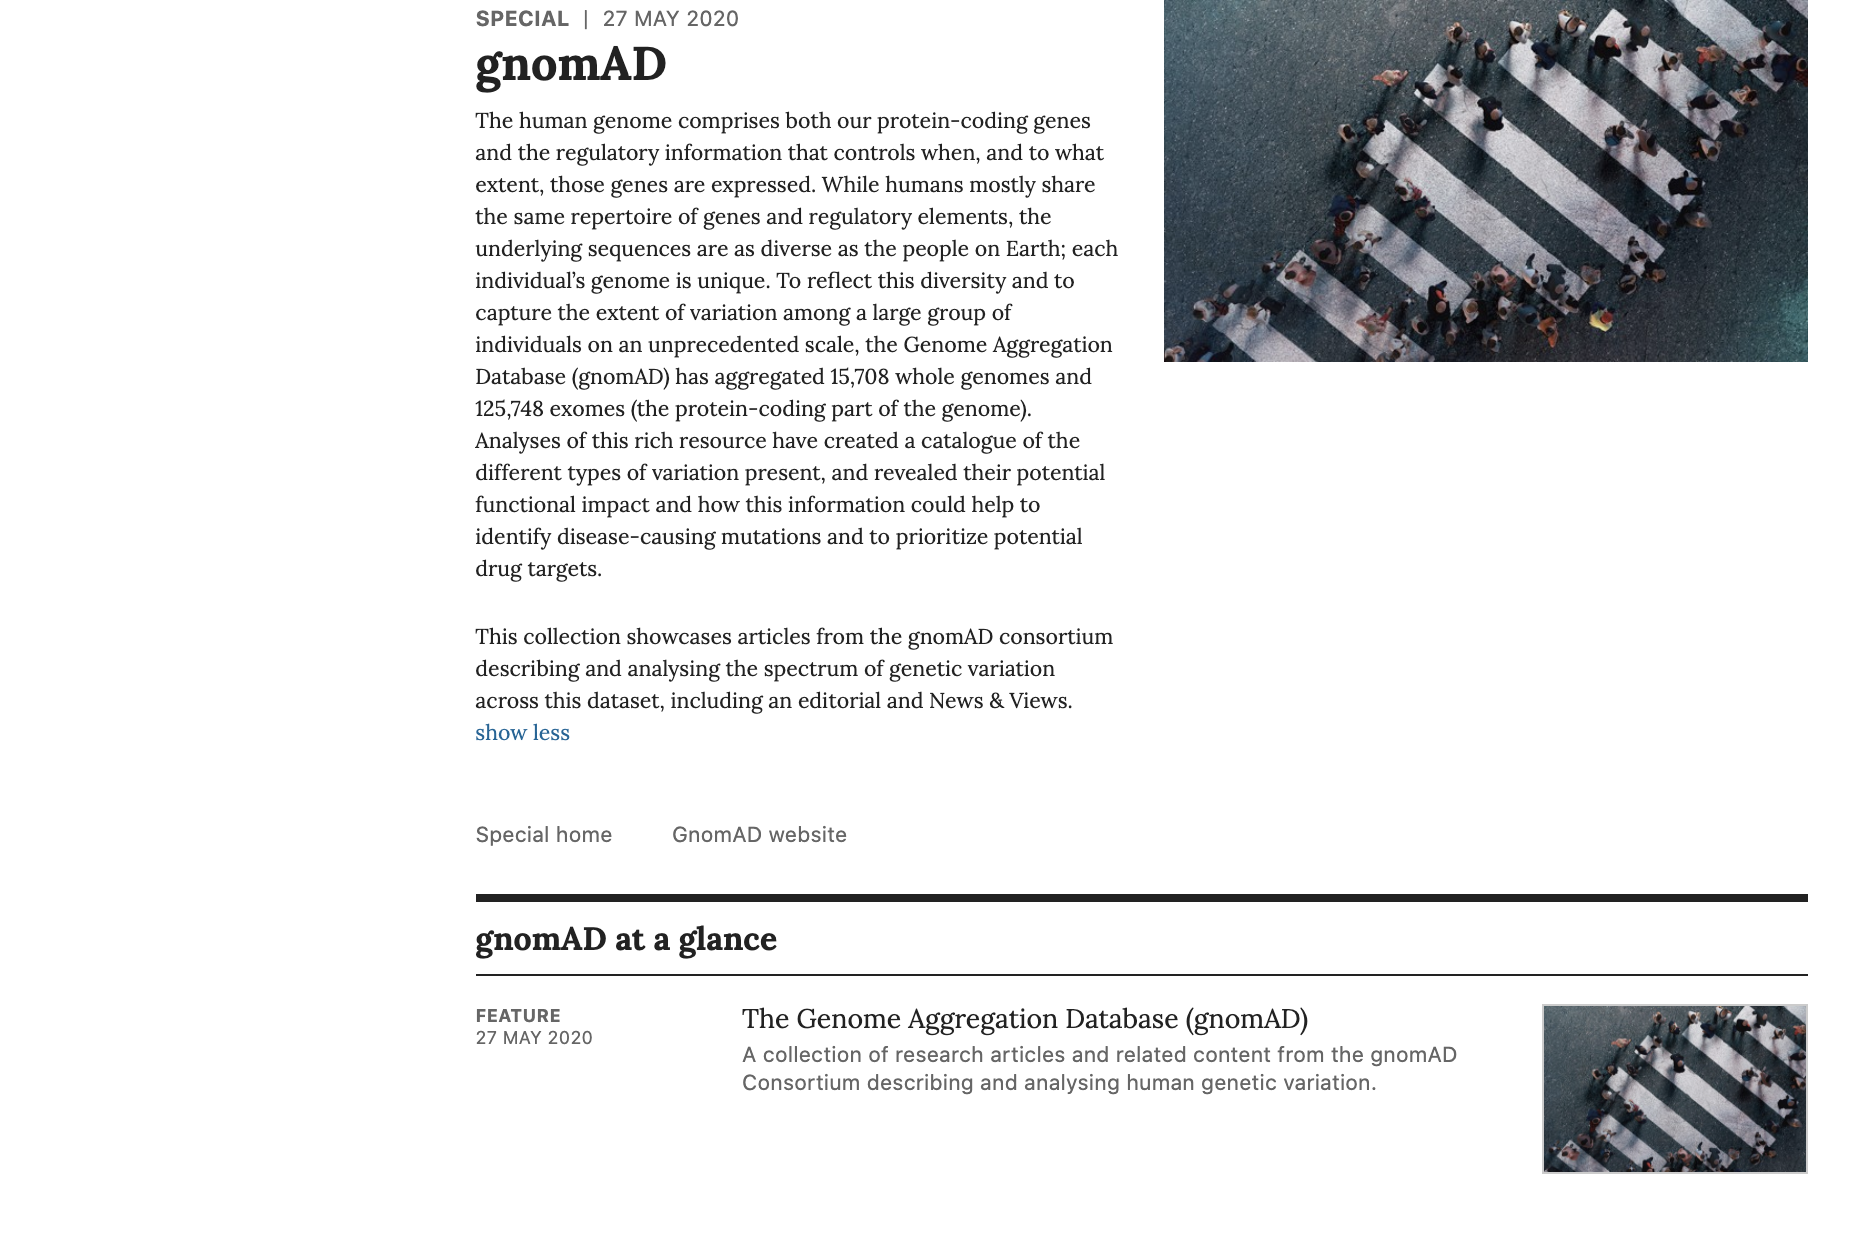 SPECIAL | 27 MAY 2020
gnomAD
The human genome comprises both our protein-coding genes
and the regulatory information that controls when, and to what
extent, those genes are expressed. While humans mostly share
the same repertoire of genes and regulatory elements, the
underlying sequences are as diverse as the people on Earth; each
individual’s genome is unique. To reflect this diversity and to
capture the extent of variation among a large group of
individuals on an unprecedented scale, the Genome Aggregation
Database (gnomAD) has aggregated 15,708 whole genomes and
125,748 exomes (the protein-coding part of the genome).
Analyses of this rich resource have created a catalogue of the
different types of variation present, and revealed their potential
functional impact and how this information could help to
identify disease-causing mutations and to prioritize potential
drug targets.
This collection showcases articles from the gnomAD consortium
describing and analysing the spectrum of genetic variation
across this dataset, including an editorial and News & Views.
show less
Special home GnomAD website
gnomAD at a glance
FEATURE
27 MAY 2020
The Genome Aggregation Database (gnomAD)
A collection of research articles and related content from the gnomAD
Consortium describing and analysing human genetic variation.